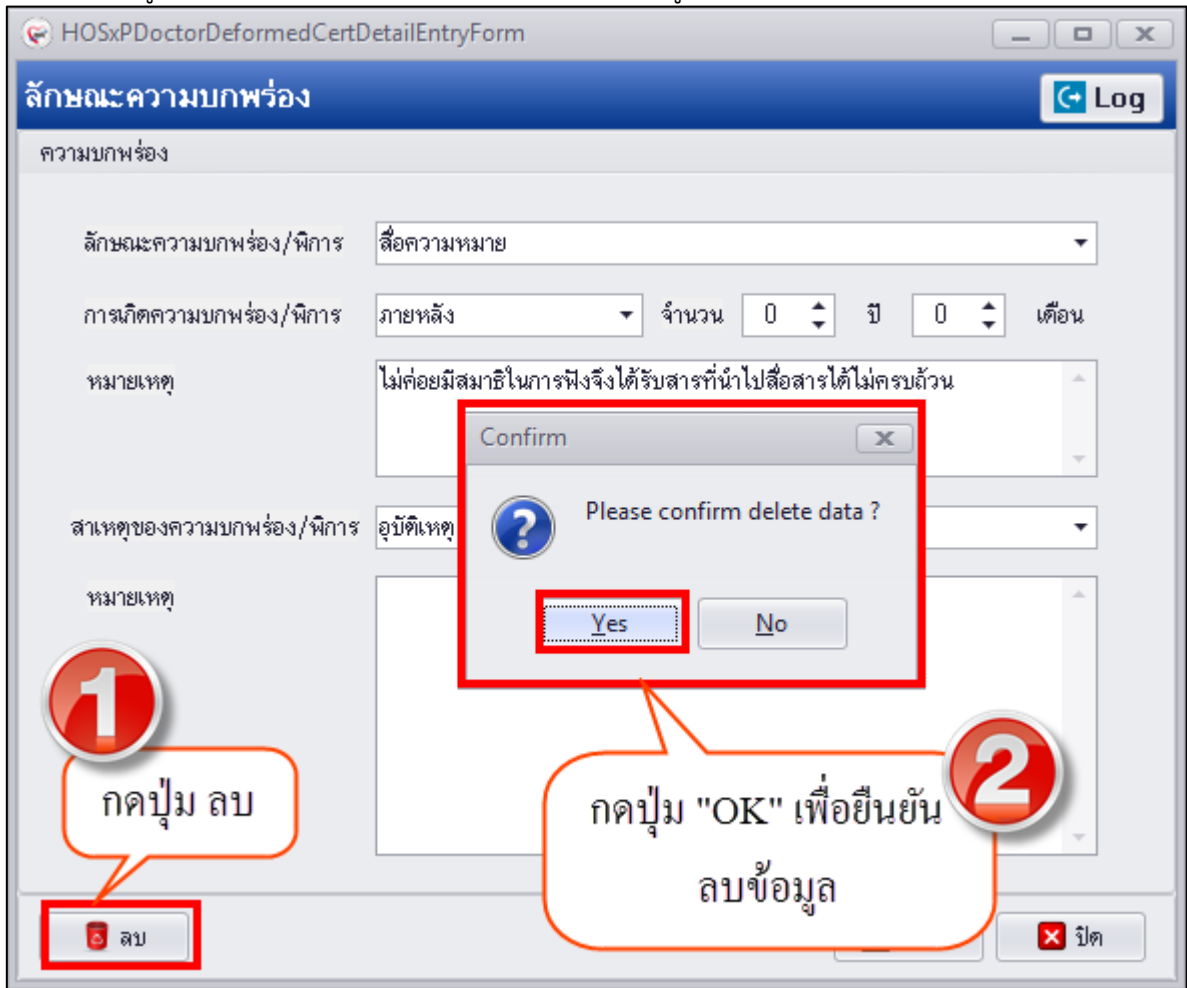 HOSxPDoctorDeformedCertDetailEntryForm
ลักษณะความบกพร่อง
Log
ความบกพร่อง
ลักษณะความบกพร่อง/พิการ สื่อความหมาย
การเกิดความบกพร่อง/พิการ ภายหลัง จำนวน 0 ปี 0 เดือน
หมายเหตุ ไม่ค่อยมีสมาธิในการฟังจึงได้รับสารที่นำไปสื่อสารได้ไม่ครบถ้วน
Confirm
Please confirm delete data ?
สาเหตุของความบกพร่อง/พิการ อุบัติเหตุ
Yes No
หมายเหตุ
1
กดปุ่ม ลบ
2
กดปุ่ม "OK" เพื่อยืนยัน
ลบข้อมูล
ลบ
ปิด